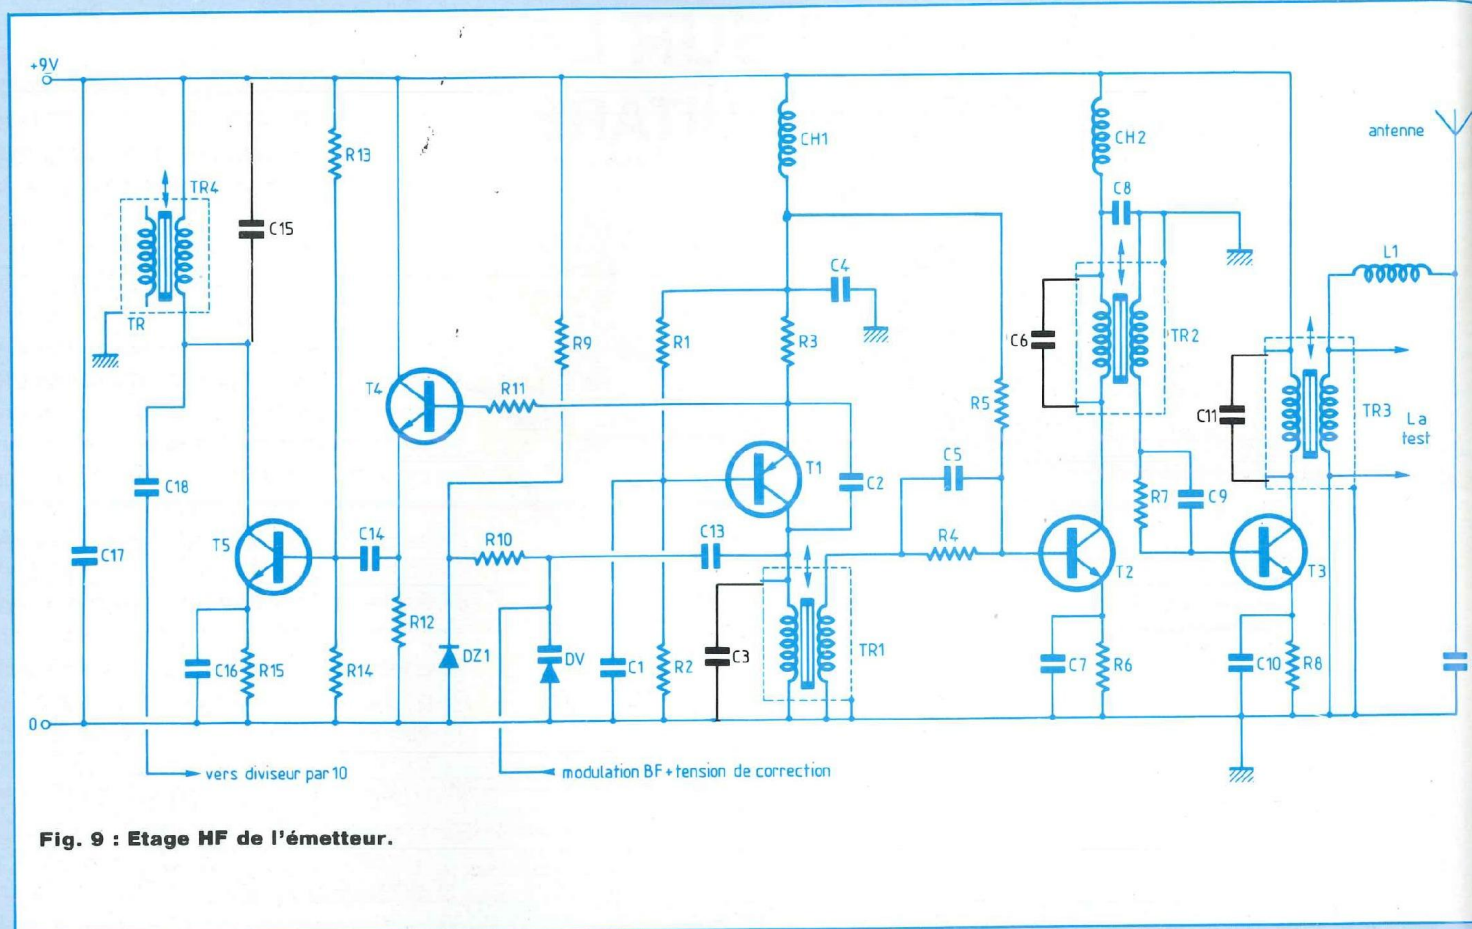 +9V
R13
CH1
CH2
antenne
C8
TR4
C15
L1
C4
TR
R9
R1
R3
C6
TR2
T4
R11
R5
C11
TR3
La
test
T1
C5
C2
C18
R7
C9
T5
C14
R10
C13
R4
C17
T2
T3
R12
C16
R15
R14
DZ1
DV
C1
R2
C3
TR1
C7
R6
C10
R8
0
vers diviseur par 10
modulation BF + tension de correction
Fig. 9 : Etage HF de l'émetteur.